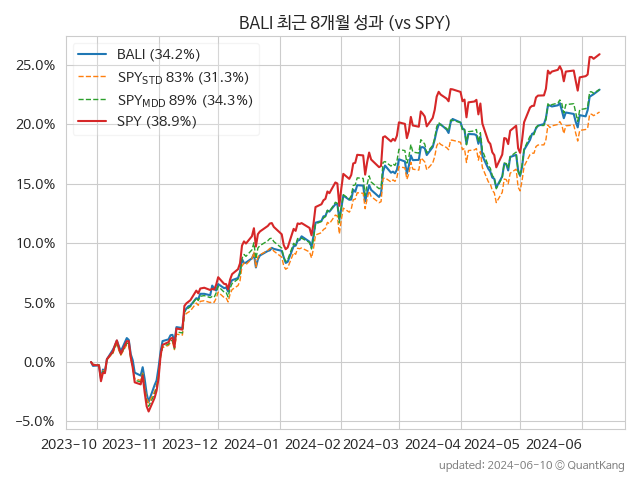 BALI 최근 8개월 성과 (vs SPY)
BALI (34.2%)
SPY_STD 83% (31.3%)
SPY_MDD 89% (34.3%)
SPY (38.9%)
25.0%
20.0%
15.0%
10.0%
5.0%
0.0%
−5.0%
2023-10 2023-11 2023-12 2024-01 2024-02 2024-03 2024-04 2024-05 2024-06
updated: 2024-06-10 © QuantKang